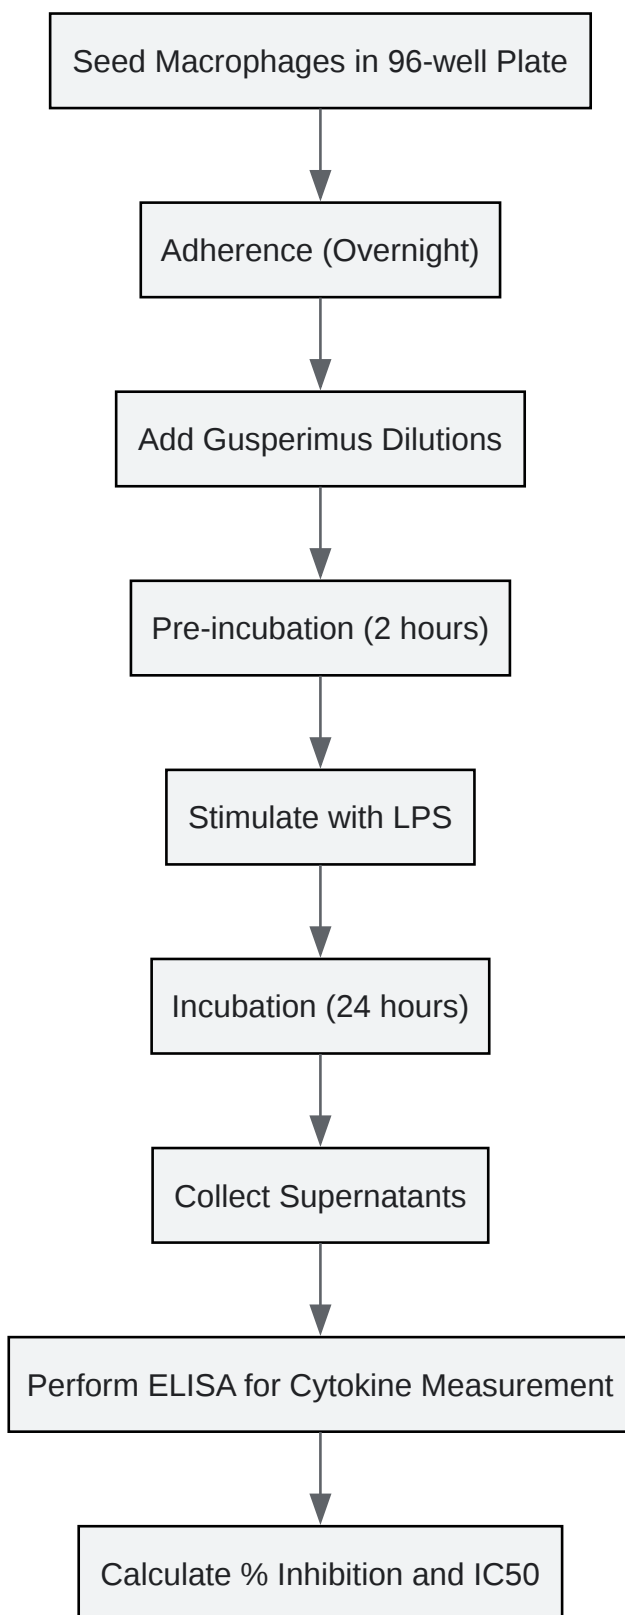 Seed Macrophages in 96-well Plate
Adherence (Overnight)
Add Gusperimus Dilutions
Pre-incubation (2 hours)
Stimulate with LPS
Incubation (24 hours)
Collect Supernatants
Perform ELISA for Cytokine Measurement
Calculate % Inhibition and IC50